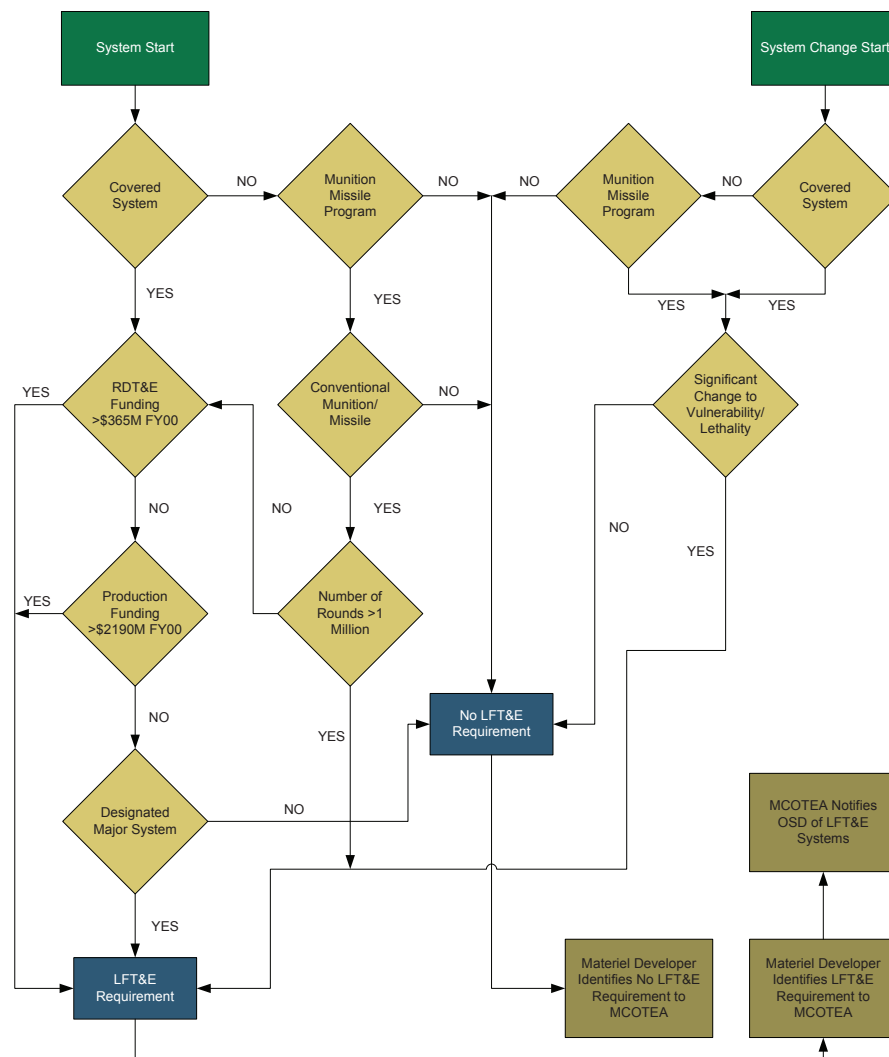 System Start
System Change Start
Covered
System
NO
Munition
Missile
Program
NO
NO
Munition
Missile
Program
NO
Covered
System
YES
YES
YES
YES
YES
RDT&E
Funding
>$365M FY00
Conventional
Munition/
Missile
NO
Significant
Change to
Vulnerability/
Lethality
NO
NO
YES
NO
YES
YES
Production
Funding
>$2190M FY00
Number of
Rounds >1
Million
NO
YES
No LFT&E
Requirement
Designated
Major System
NO
MCOTEA Notifies
OSD of LFT&E
Systems
YES
LFT&E
Requirement
Materiel Developer
Identifies No LFT&E
Requirement to
MCOTEA
Materiel Developer
Identifies LFT&E
Requirement to
MCOTEA